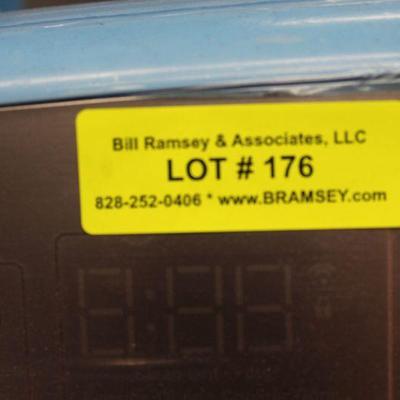 Bill Ramsey & Associates, LLC
LOT # 176
828-252-0406 * www.BRAMSEY.com